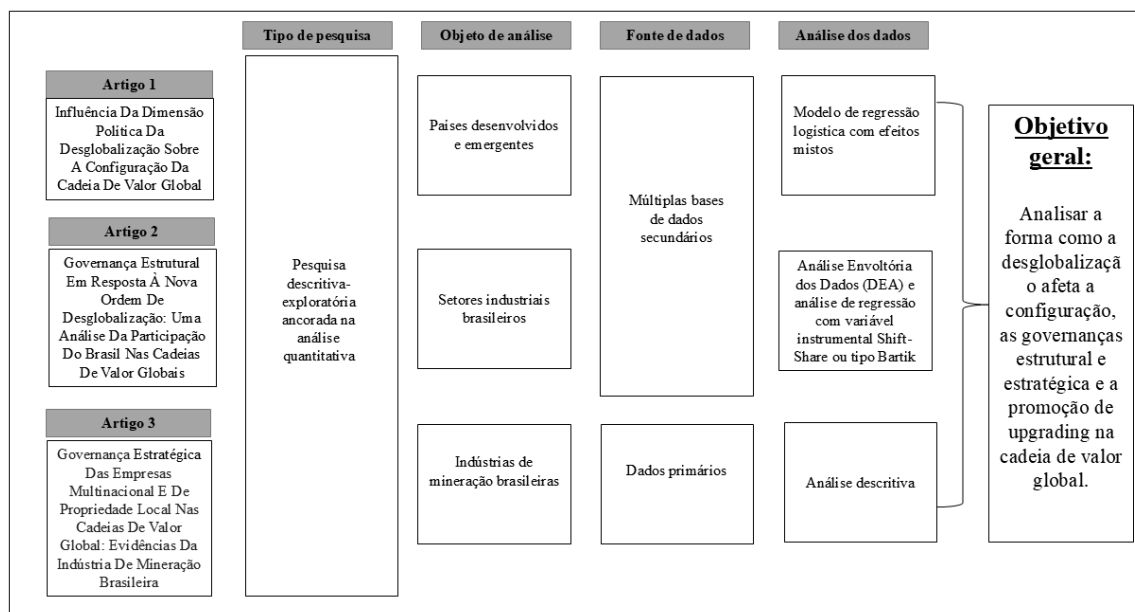 Tipo de pesquisa
Objeto de análise
Fonte de dados
Análise dos dados
Artigo 1
Influência Da Dimensão
Política Da
Desglobalização Sobre
A Configuração Da
Cadeia De Valor Global
Artigo 2
Governança Estrutural
Em Resposta À Nova
Ordem De
Desglobalização: Uma
Análise Da Participação
Do Brasil Nas Cadeias
De Valor Globais
Artigo 3
Governança Estratégica
Das Empresas
Multinacional E De
Propriedade Local Nas
Cadeias De Valor
Global: Evidências Da
Indústria De Mineração
Brasileira
Pesquisa
descritiva-
exploratória
ancorada na
análise
quantitativa
Países desenvolvidos
e emergentes
Setores industriais
brasileiros
Indústrias de
mineração brasileiras
Múltiplas bases
de dados
secundários
Dados primários
Modelo de regressão
logistica com efeitos
mistos
Análise Envoltória
dos Dados (DEA) e
análise de regressão
com variável
instrumental Shift-
Share ou tipo Bartik
Análise descritiva
Objetivo
geral:
Analisar a
forma como a
desglobalizaçã
o afeta a
configuração,
as governanças
estrutural e
estratégica e a
promoção de
upgrading na
cadeia de valor
global.